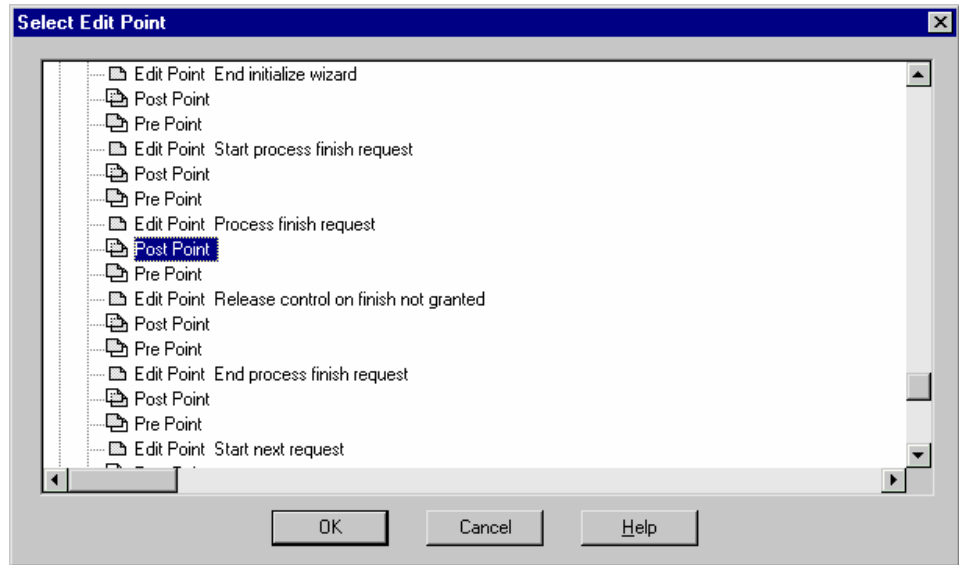 Select Edit Point
Edit Point End initialize wizard
Post Point
Pre Point
Edit Point Start process finish request
Post Point
Pre Point
Edit Point Process finish request
Post Point
Pre Point
Edit Point Release control on finish not granted
Post Point
Pre Point
Edit Point End process finish request
Post Point
Pre Point
Edit Point Start next request
OK Cancel Help